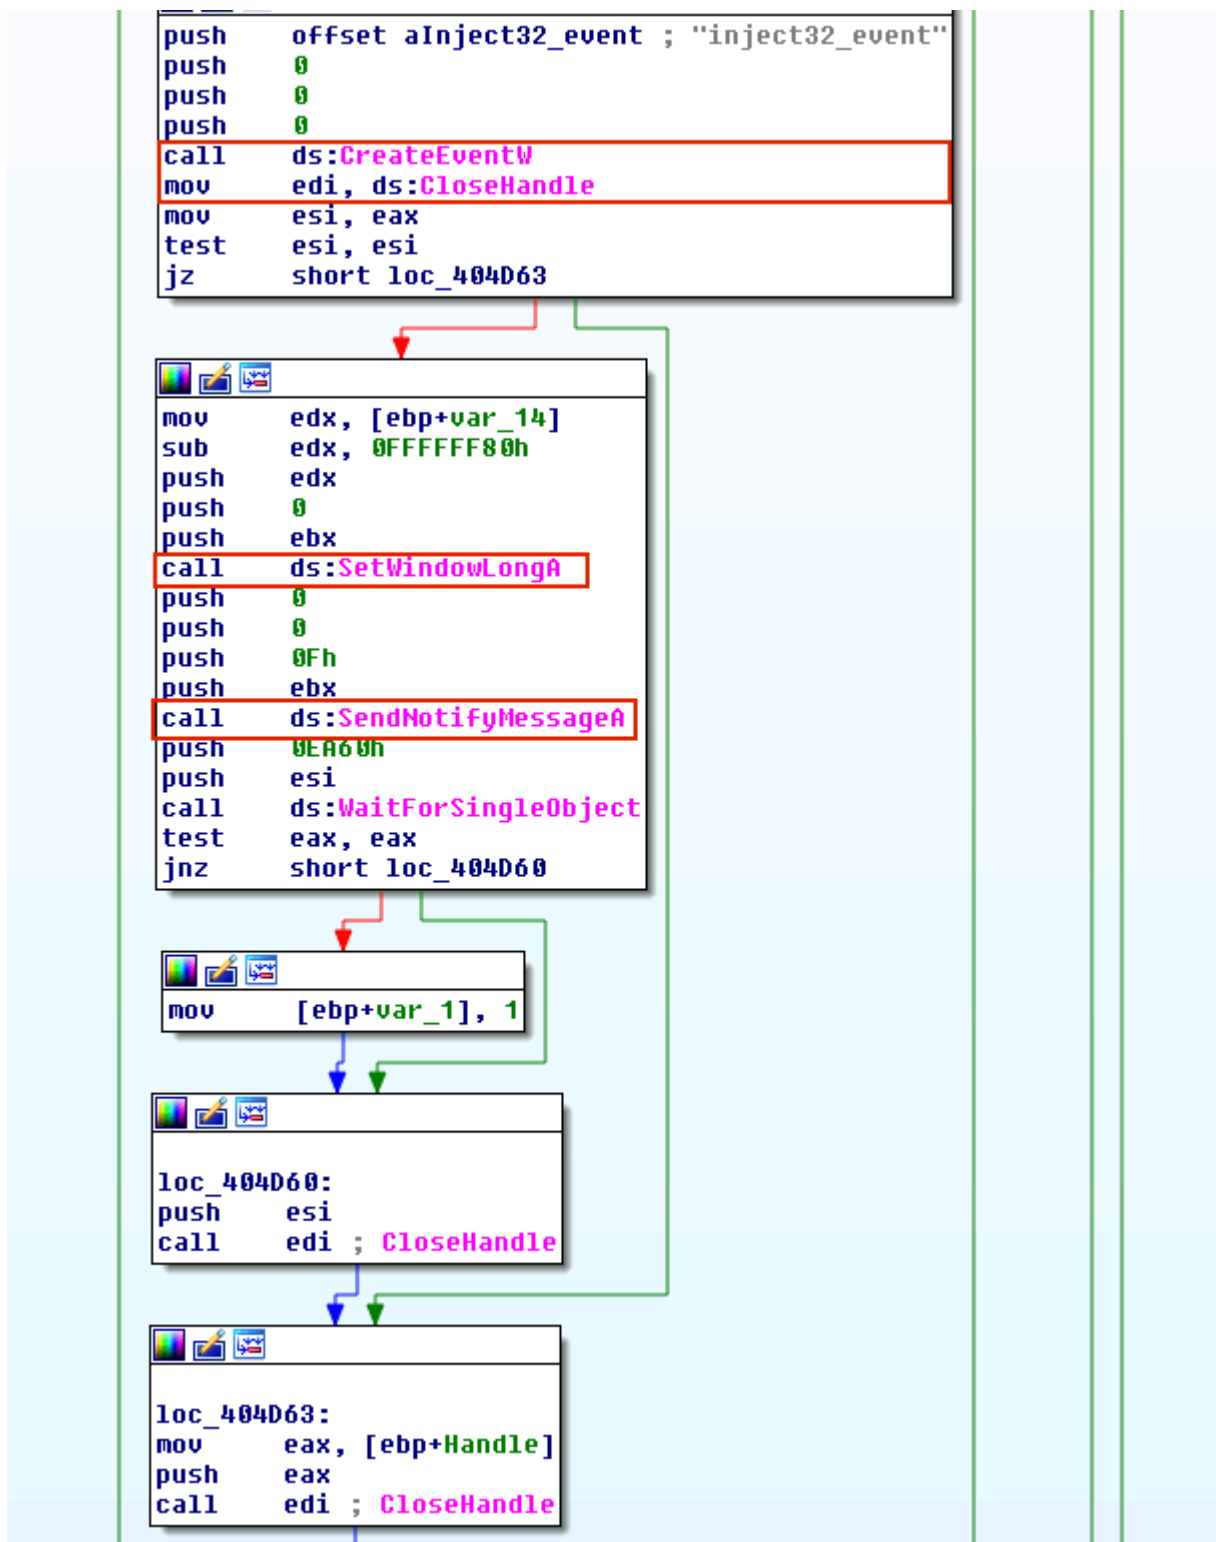 push offset aInject32_event ; "inject32_event"
push 0
push 0
push 0
call ds:CreateEventW
mov edi, ds:CloseHandle
mov esi, eax
test esi, esi
jz short loc_404D63
mov edx, [ebp+var_14]
sub edx, 0FFFFFF80h
push edx
push 0
push ebx
call ds:SetWindowLongA
push 0
push 0
push 0Fh
push ebx
call ds:SendNotifyMessageA
push 0EA60h
push esi
call ds:WaitForSingleObject
test eax, eax
jnz short loc_404D60
mov [ebp+var_1], 1
loc_404D60:
push esi
call edi ; CloseHandle
loc_404D63:
mov eax, [ebp+Handle]
push eax
call edi ; CloseHandle